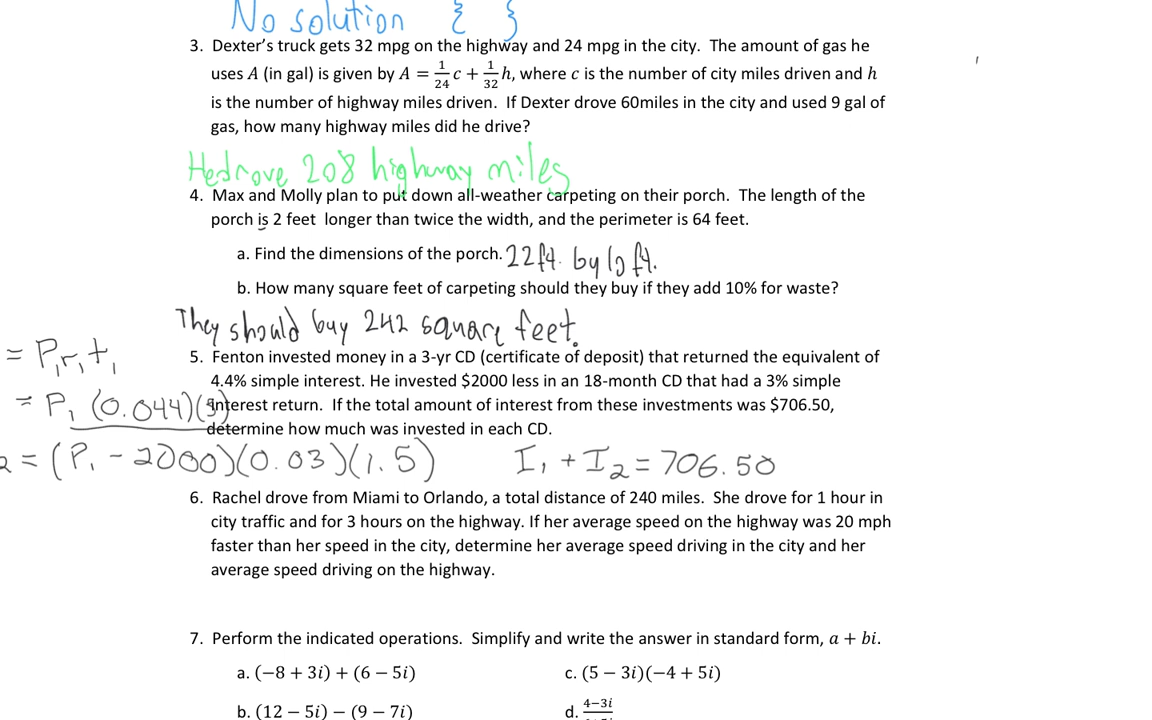 No solution { }
3. Dexter's truck gets 32 mpg on the highway and 24 mpg in the city. The amount of gas he
uses A (in gal) is given by A = 1/24 c + 1/32 h, where c is the number of city miles driven and h
is the number of highway miles driven. If Dexter drove 60miles in the city and used 9 gal of
gas, how many highway miles did he drive?
He drove 208 highway miles
4. Max and Molly plan to put down all-weather carpeting on their porch. The length of the
porch is 2 feet longer than twice the width, and the perimeter is 64 feet.
a. Find the dimensions of the porch. 22ft. by 10 ft.
b. How many square feet of carpeting should they buy if they add 10% for waste?
They should buy 242 square feet.
= P₁r₁t₁
5. Fenton invested money in a 3-yr CD (certificate of deposit) that returned the equivalent of
4.4% simple interest. He invested $2000 less in an 18-month CD that had a 3% simple
= P₁ (0.044)(3) interest return. If the total amount of interest from these investments was $706.50,
determine how much was invested in each CD.
2 = (P₁ - 2000)(0.03)(1.5) I₁ + I₂ = 706.50
6. Rachel drove from Miami to Orlando, a total distance of 240 miles. She drove for 1 hour in
city traffic and for 3 hours on the highway. If her average speed on the highway was 20 mph
faster than her speed in the city, determine her average speed driving in the city and her
average speed driving on the highway.
7. Perform the indicated operations. Simplify and write the answer in standard form, a + bi.
a. (−8 + 3i) + (6 − 5i) c. (5 − 3i)(−4 + 5i)
b. (12 − 5i) − (9 − 7i) d. 4−3i